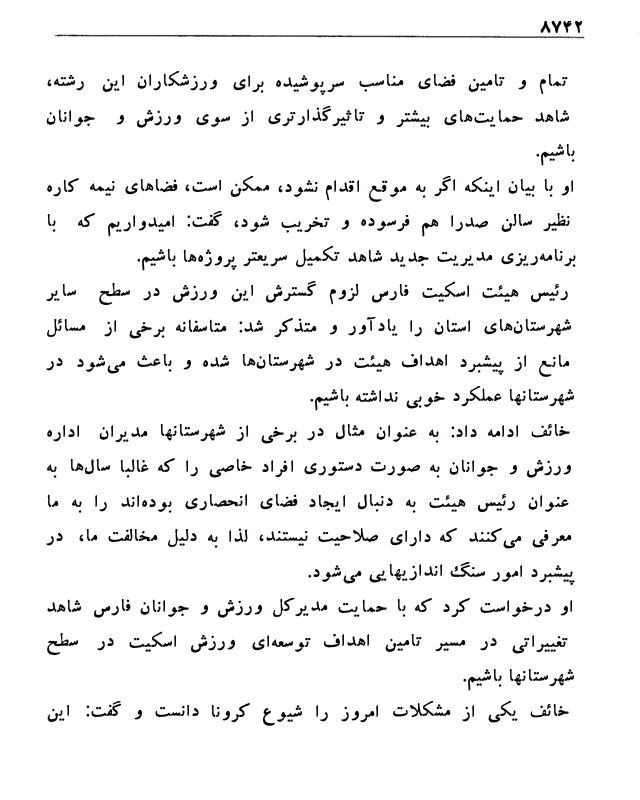 ۸۷۴۲
تمام و تامین فضای مناسب سرپوشیده برای ورزشکاران این رشته،
شاهد حمایت‌های بیشتر و تاثیرگذارتری از سوی ورزش و جوانان
باشیم.
او با بیان اینکه اگر به موقع اقدام نشود، ممکن است، فضاهای نیمه کاره
نظیر سالن صدرا هم فرسوده و تخریب شود، گفت: امیدواریم که با
برنامه‌ریزی مدیریت جدید شاهد تکمیل سریعتر پروژه‌ها باشیم.
رئیس هیئت اسکیت فارس لزوم گسترش این ورزش در سطح سایر
شهرستان‌های استان را یادآور و متذکر شد: متاسفانه برخی از مسائل
مانع از پیشبرد اهداف هیئت در شهرستان‌ها شده و باعث می‌شود در
شهرستانها عملکرد خوبی نداشته باشیم.
خائف ادامه داد: به عنوان مثال در برخی از شهرستانها مدیران اداره
ورزش و جوانان به صورت دستوری افراد خاصی را که غالبا سال‌ها به
عنوان رئیس هیئت به دنبال ایجاد فضای انحصاری بوده‌اند را به ما
معرفی می‌کنند که دارای صلاحیت نیستند، لذا به دلیل مخالفت ما، در
پیشبرد امور سنگ اندازیهایی می‌شود.
او درخواست کرد که با حمایت مدیرکل ورزش و جوانان فارس شاهد
تغییراتی در مسیر تامین اهداف توسعه‌ای ورزش اسکیت در سطح
شهرستانها باشیم.
خائف یکی از مشکلات امروز را شیوع کرونا دانست و گفت: این